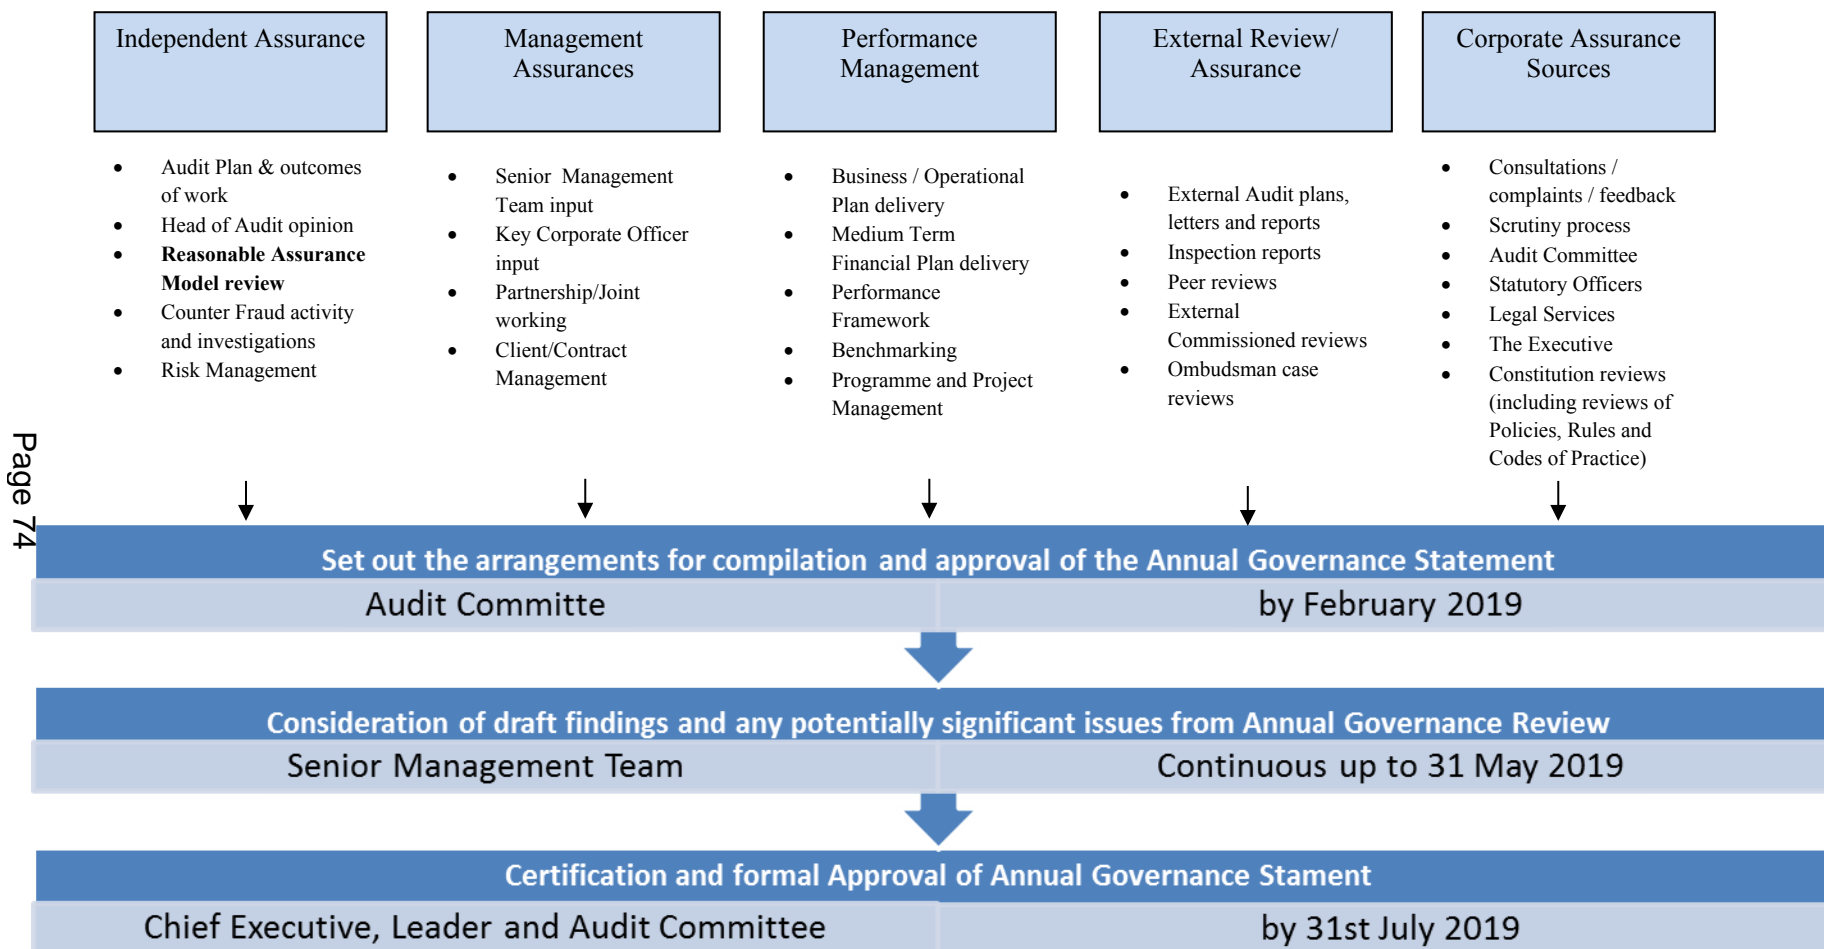 Independent Assurance
Management
Assurances
Performance
Management
External Review/
Assurance
Corporate Assurance
Sources
• Audit Plan & outcomes
of work
• Head of Audit opinion
• Reasonable Assurance
Model review
• Counter Fraud activity
and investigations
• Risk Management
• Senior Management
Team input
• Key Corporate Officer
input
• Partnership/Joint
working
• Client/Contract
Management
• Business / Operational
Plan delivery
• Medium Term
Financial Plan delivery
• Performance
Framework
• Benchmarking
• Programme and Project
Management
• External Audit plans,
letters and reports
• Inspection reports
• Peer reviews
• External
Commissioned reviews
• Ombudsman case
reviews
• Consultations /
complaints / feedback
• Scrutiny process
• Audit Committee
• Statutory Officers
• Legal Services
• The Executive
• Constitution reviews
(including reviews of
Policies, Rules and
Codes of Practice)
Page 74
Set out the arrangements for compilation and approval of the Annual Governance Statement
Audit Committe
by February 2019
Consideration of draft findings and any potentially significant issues from Annual Governance Review
Senior Management Team
Continuous up to 31 May 2019
Certification and formal Approval of Annual Governance Stament
Chief Executive, Leader and Audit Committee
by 31st July 2019